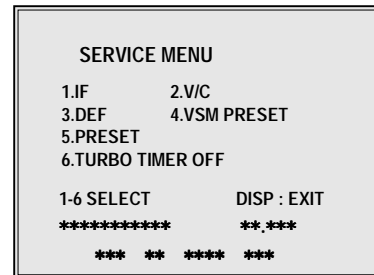 SERVICE MENU
1.IF 2.V/C
3.DEF 4.VSM PRESET
5.PRESET
6.TURBO TIMER OFF
1-6 SELECT DISP : EXIT
*********** **.***
*** ** **** ***